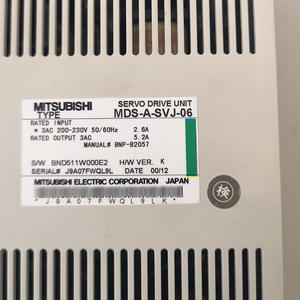 MITSUBISHI SERVO DRIVE UNIT
TYPE MDS-A-SVJ-06
RATED INPUT
* 3AC 200-230V 50/60Hz 2.6A
RATED OUTPUT 3AC 5.2A
MANUAL# BNP-B2057
S/W BND511W000E2 H/W VER. K
SERIAL# J9A07FWQL9L DATE 00/12
MITSUBISHI ELECTRIC CORPORATION JAPAN
*J9A07FWQL9LK*
検